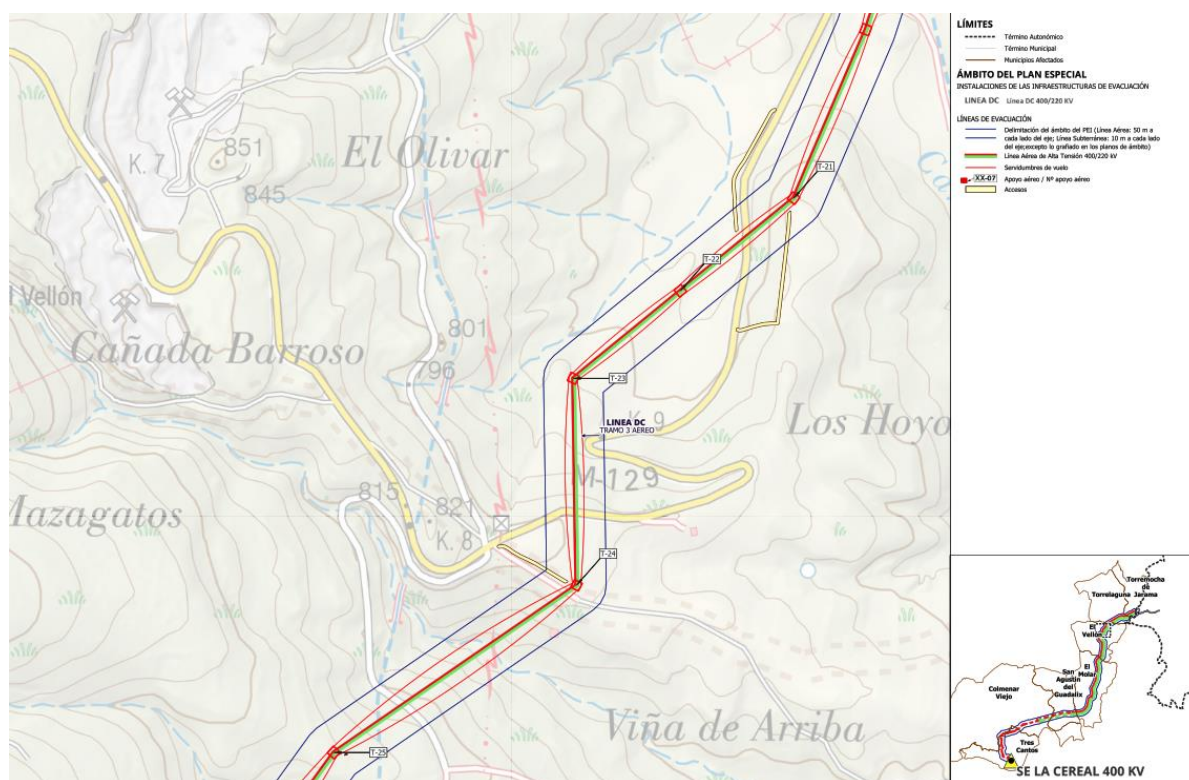 851
El Olivar
T-21
T-22
l Vellón
801
Cañada Barroso
796
T-23
LINEA DC
TRAMO 3 AEREO
K. 9
Los Hoyo
M-129
815
Mazagatos
821
K. 8
T-24
Viña de Arriba
T-25
LÍMITES
Término Autonómico
Término Municipal
Municipios Afectados
ÁMBITO DEL PLAN ESPECIAL
INSTALACIONES DE LAS INFRAESTRUCTURAS DE EVACUACIÓN
LINEA DC Línea DC 400/220 KV
LÍNEAS DE EVACUACIÓN
Delimitación del ámbito del PEI (Línea Aérea: 50 m a
cada lado del eje; Línea Subterránea: 10 m a cada lado
del eje;excepto lo grafiado en los planos de ámbito)
Línea Aérea de Alta Tensión 400/220 kV
Servidumbres de vuelo
XX-07 Apoyo aéreo / Nº apoyo aéreo
Accesos
Torremocha
de
Jarama
Torrelaguna
El
Vellón
El
Molar
San
Agustín
del
Guadalix
Colmenar
Viejo
Tres
Cantos
SE LA CEREAL 400 KV